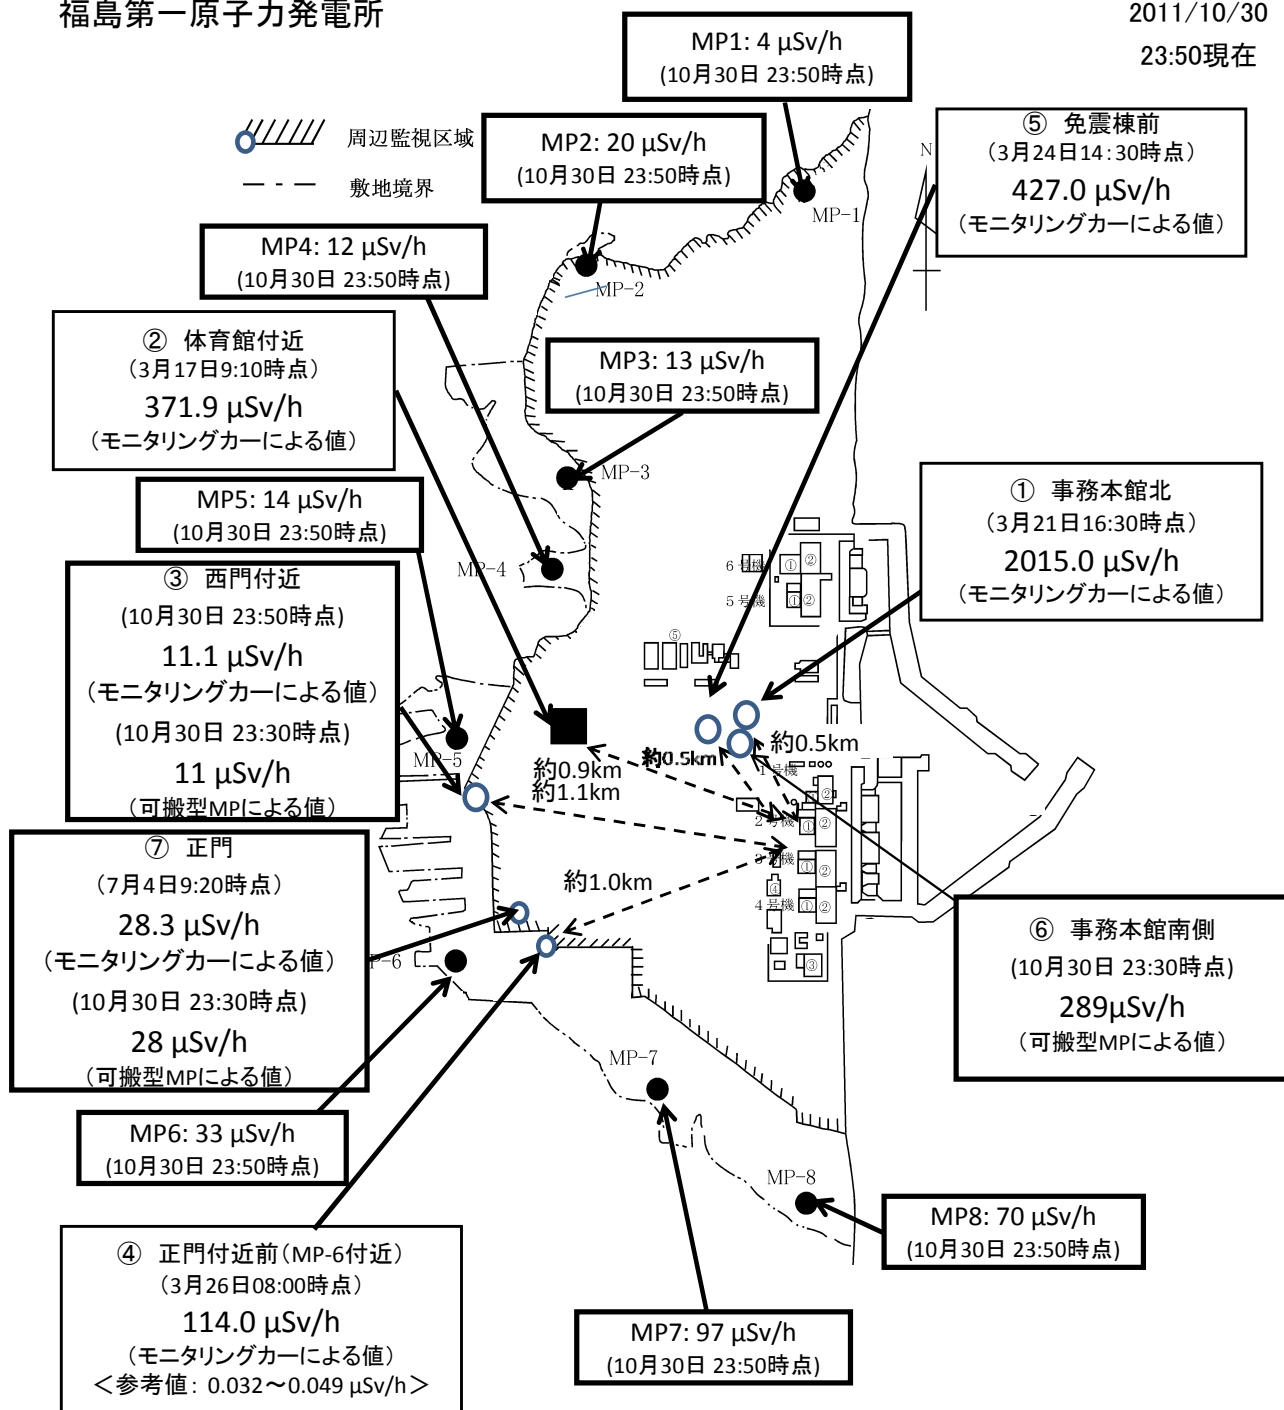 福島第一原子力発電所
2011/10/30
23:50現在
周辺監視区域
敷地境界
MP1: 4 μSv/h
(10月30日 23:50時点)
MP2: 20 μSv/h
(10月30日 23:50時点)
⑤ 免震棟前
(3月24日14:30時点)
427.0 μSv/h
(モニタリングカーによる値)
N
MP-1
MP4: 12 μSv/h
(10月30日 23:50時点)
MP-2
② 体育館付近
(3月17日9:10時点)
371.9 μSv/h
(モニタリングカーによる値)
MP3: 13 μSv/h
(10月30日 23:50時点)
MP-3
MP5: 14 μSv/h
(10月30日 23:50時点)
① 事務本館北
(3月21日16:30時点)
2015.0 μSv/h
(モニタリングカーによる値)
MP-4
③ 西門付近
(10月30日 23:50時点)
11.1 μSv/h
(モニタリングカーによる値)
(10月30日 23:30時点)
11 μSv/h
(可搬型MPによる値)
6号機
① ②
5号機
① ②
⑤
MP-5
約0.9km
約1.1km
約0.5km
約0.5km
1号機
②
2号機
① ②
3号機
① ②
④
4号機
① ②
③
⑦ 正門
(7月4日9:20時点)
28.3 μSv/h
(モニタリングカーによる値)
(10月30日 23:30時点)
28 μSv/h
(可搬型MPによる値)
約1.0km
P-6
⑥ 事務本館南側
(10月30日 23:30時点)
289μSv/h
(可搬型MPによる値)
MP-7
MP6: 33 μSv/h
(10月30日 23:50時点)
MP-8
MP8: 70 μSv/h
(10月30日 23:50時点)
④ 正門付近前(MP-6付近)
(3月26日08:00時点)
114.0 μSv/h
(モニタリングカーによる値)
<参考値: 0.032~0.049 μSv/h>
MP7: 97 μSv/h
(10月30日 23:50時点)